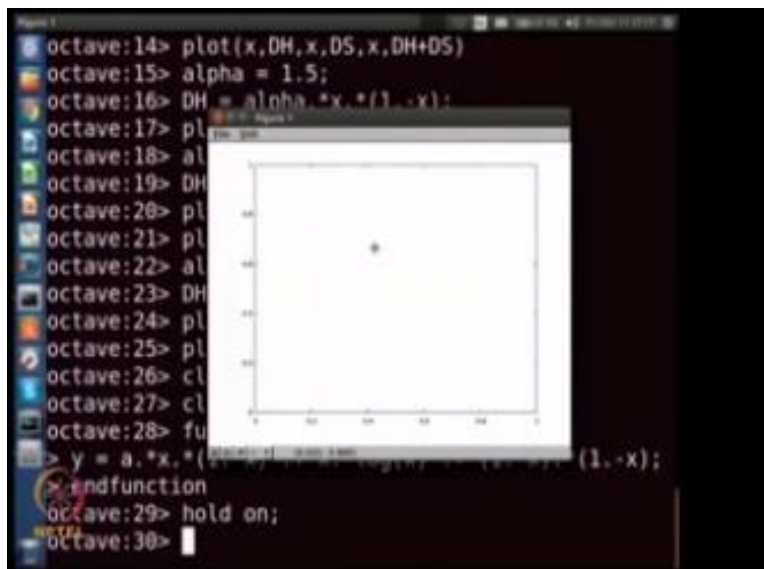 Figure 1
octave:14> plot(x,DH,x,DS,x,DH+DS)
octave:15> alpha = 1.5;
octave:16> DH = alpha.*x.*(1.-x);
octave:17> pl
octave:18> al
octave:19> DH
octave:20> pl
octave:21> pl
octave:22> al
octave:23> DH
octave:24> pl
octave:25> pl
octave:26> cl
octave:27> cl
octave:28> fu
> y = a.*x.*( (1.-x);
> endfunction
octave:29> hold on;
octave:30>
NPTEL